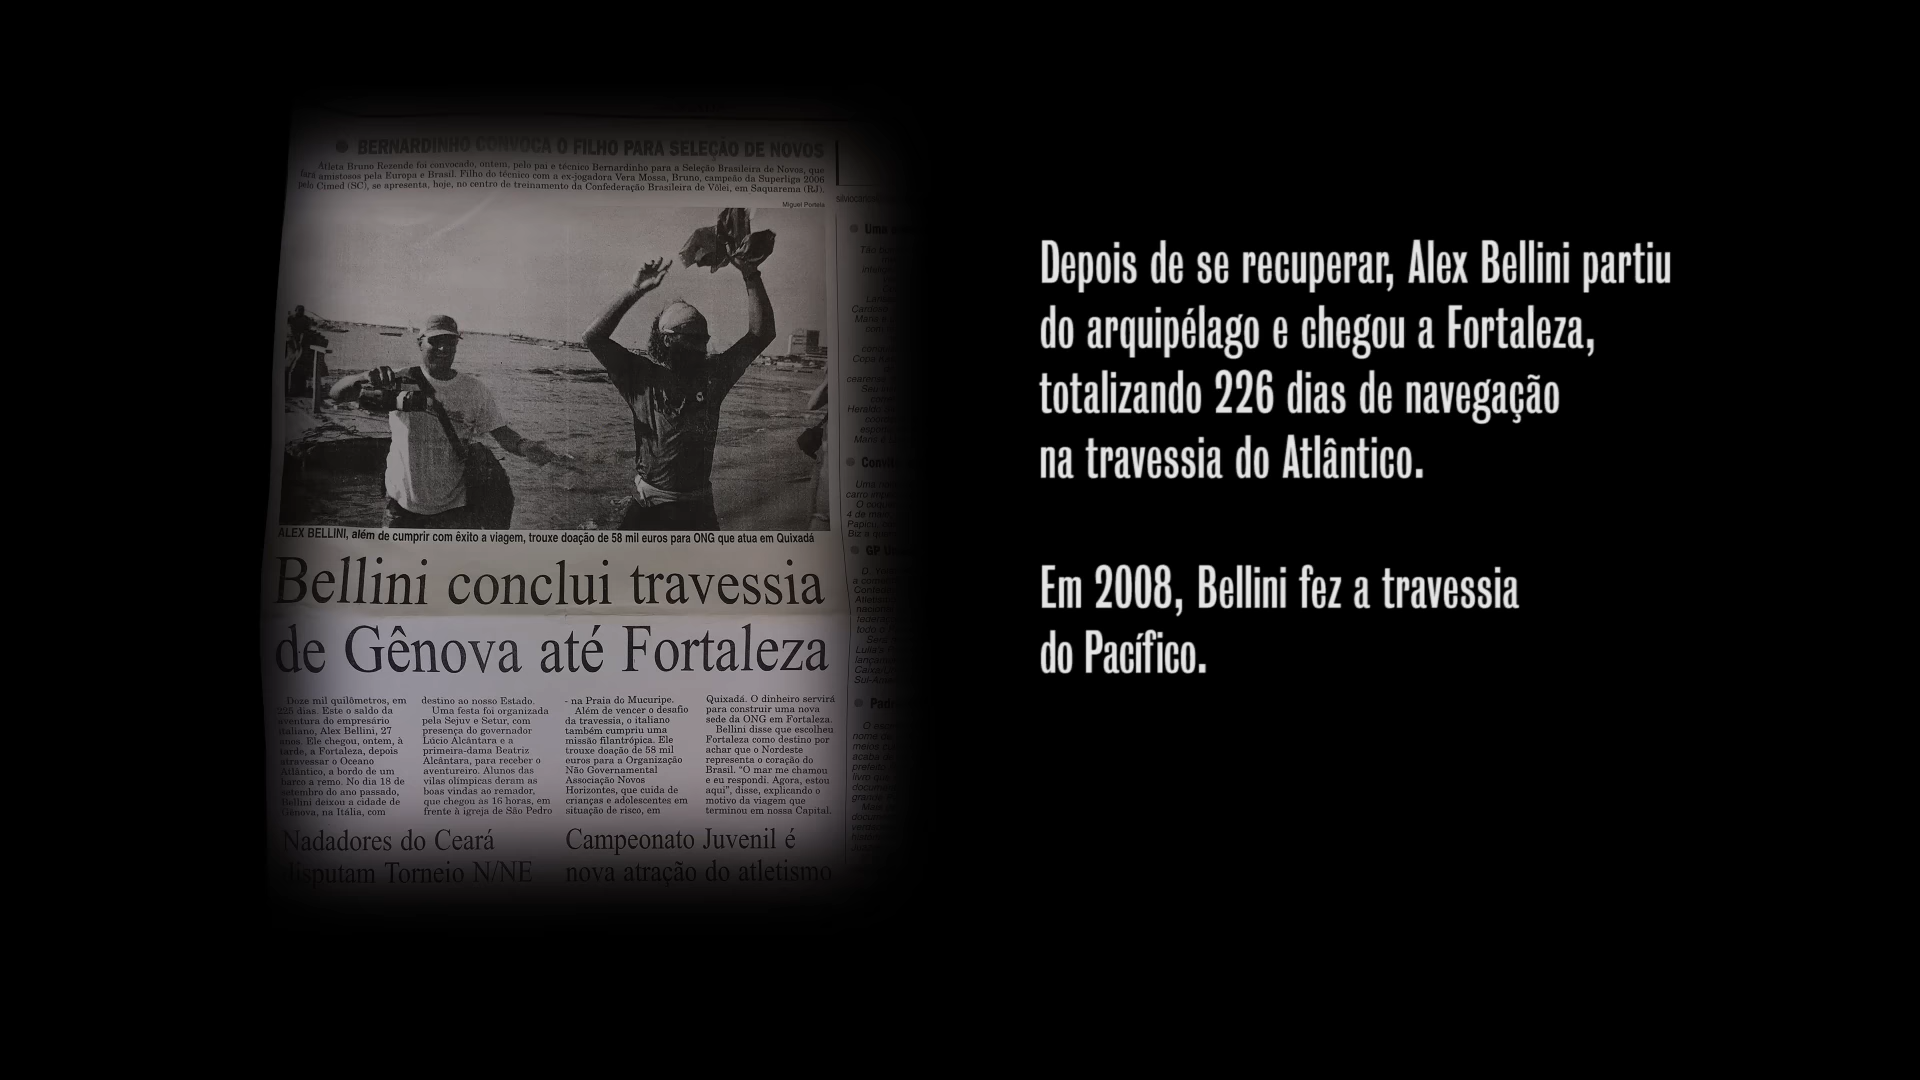 BERNARDINHO CONVOCA O FILHO PARA SELEÇÃO DE NOVOS
Atleta Bruno Rezende foi convocado, ontem, pelo pai e técnico Bernardinho para a Seleção Brasileira de Novos, que
fará amistosos pela Europa e Brasil. Filho do técnico com a ex-jogadora Vera Mossa, Bruno, campeão da Superliga 2006
pelo Cimed (SC), se apresenta, hoje, no centro de treinamento da Confederação Brasileira de Vôlei, em Saquarema (RJ).
Miguel Portela
ALEX BELLINI, além de cumprir com êxito a viagem, trouxe doação de 58 mil euros para ONG que atua em Quixadá
Bellini conclui travessia
de Gênova até Fortaleza
Doze mil quilômetros, em
225 dias. Este o saldo da
aventura do empresário
italiano, Alex Bellini, 27
anos. Ele chegou, ontem, à
tarde, a Fortaleza, depois
atravessar o Oceano
Atlântico, a bordo de um
barco a remo. No dia 18 de
setembro do ano passado,
Bellini deixou a cidade de
Gênova, na Itália, com
destino ao nosso Estado.
Uma festa foi organizada
pela Sejuv e Setur, com
presença do governador
Lúcio Alcântara e a
primeira-dama Beatriz
Alcântara, para receber o
aventureiro. Alunos das
vilas olímpicas deram as
boas vindas ao remador,
que chegou as 16 horas, em
frente à igreja de São Pedro
- na Praia do Mucuripe.
Além de vencer o desafio
da travessia, o italiano
também cumpriu uma
missão filantrópica. Ele
trouxe doação de 58 mil
euros para a Organização
Não Governamental
Associação Novos
Horizontes, que cuida de
crianças e adolescentes em
situação de risco, em
Quixadá. O dinheiro servirá
para construir uma nova
sede da ONG em Fortaleza.
Bellini disse que escolheu
Fortaleza como destino por
achar que o Nordeste
representa o coração do
Brasil. "O mar me chamou
e eu respondi. Agora, estou
aqui", disse, explicando o
motivo da viagem que
terminou em nossa Capital.
Nadadores do Ceará
disputam Torneio N/NE
Campeonato Juvenil é
nova atração do atletismo
Depois de se recuperar, Alex Bellini partiu
do arquipélago e chegou a Fortaleza,
totalizando 226 dias de navegação
na travessia do Atlântico.
Em 2008, Bellini fez a travessia
do Pacífico.